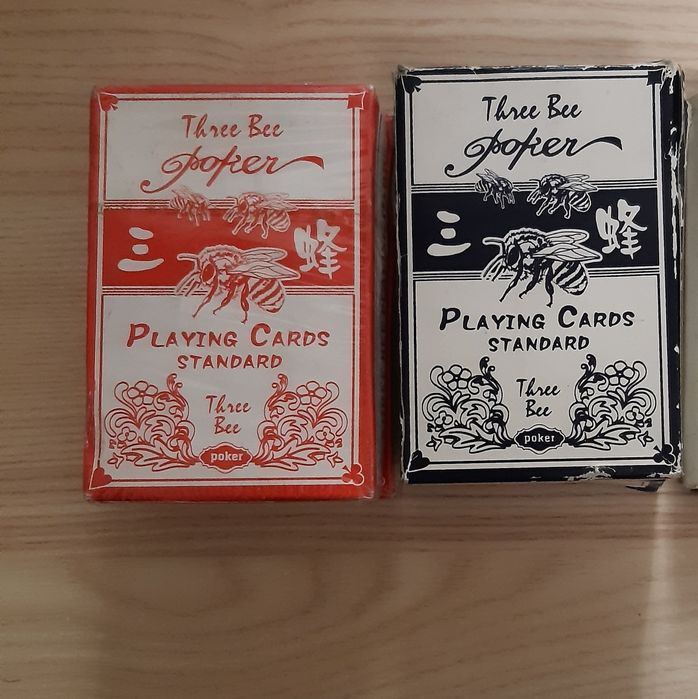 Three Bee
poker
三 蜂
PLAYING CARDS
STANDARD
Three
Bee
poker
Three Bee
poker
三 蜂
PLAYING CARDS
STANDARD
Three
Bee
poker